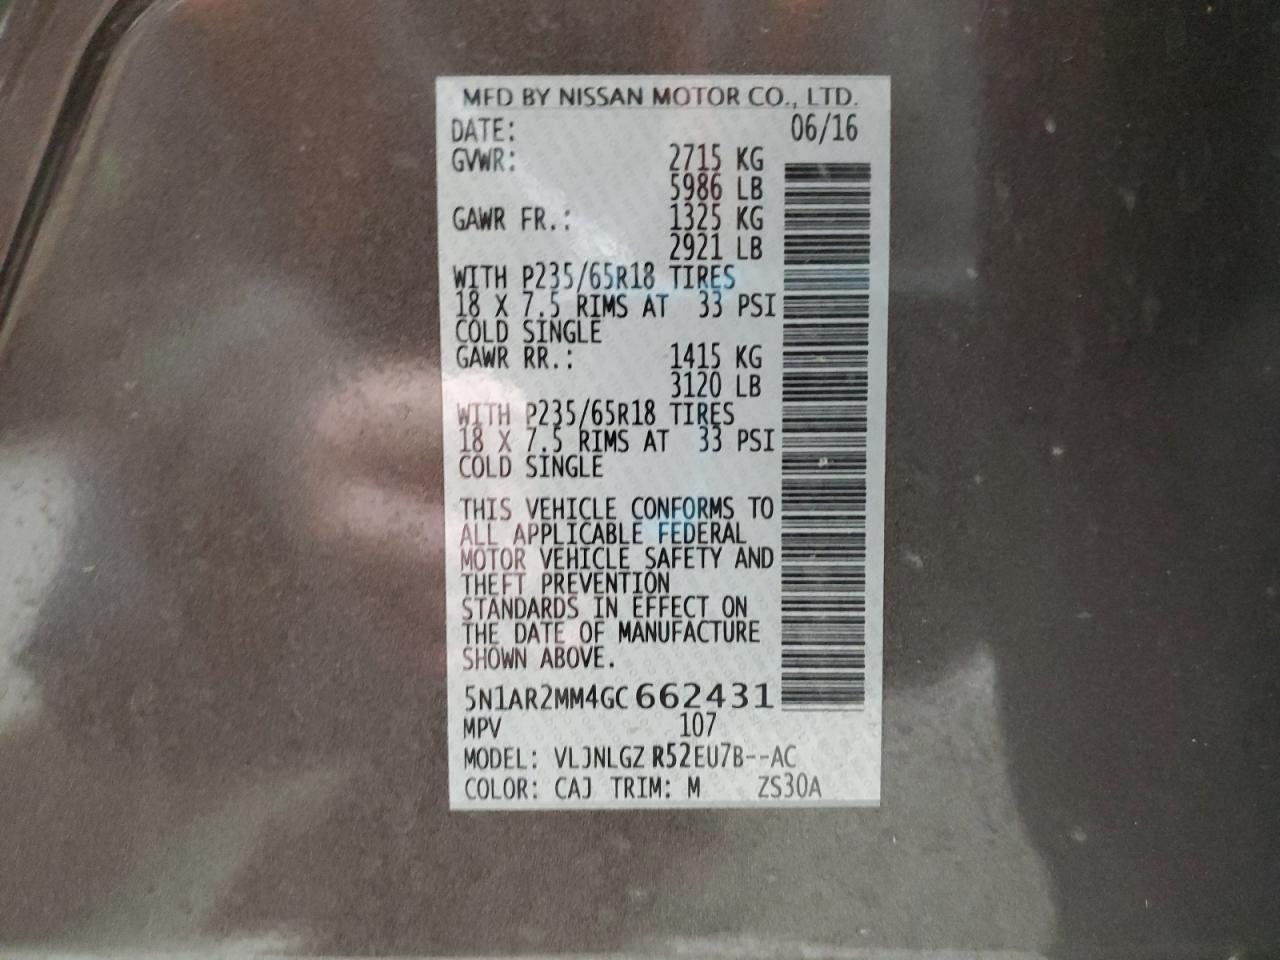 MFD BY NISSAN MOTOR CO., LTD.
DATE: 06/16
GVWR: 2715 KG
5986 LB
GAWR FR.: 1325 KG
2921 LB
WITH P235/65R18 TIRES
18 X 7.5 RIMS AT 33 PSI
COLD SINGLE
GAWR RR.: 1415 KG
3120 LB
WITH P235/65R18 TIRES
18 X 7.5 RIMS AT 33 PSI
COLD SINGLE
THIS VEHICLE CONFORMS TO
ALL APPLICABLE FEDERAL
MOTOR VEHICLE SAFETY AND
THEFT PREVENTION
STANDARDS IN EFFECT ON
THE DATE OF MANUFACTURE
SHOWN ABOVE.
5N1AR2MM4GC662431
MPV 107
MODEL: VLJNLGZ R52EU7B--AC
COLOR: CAJ TRIM: M ZS30A